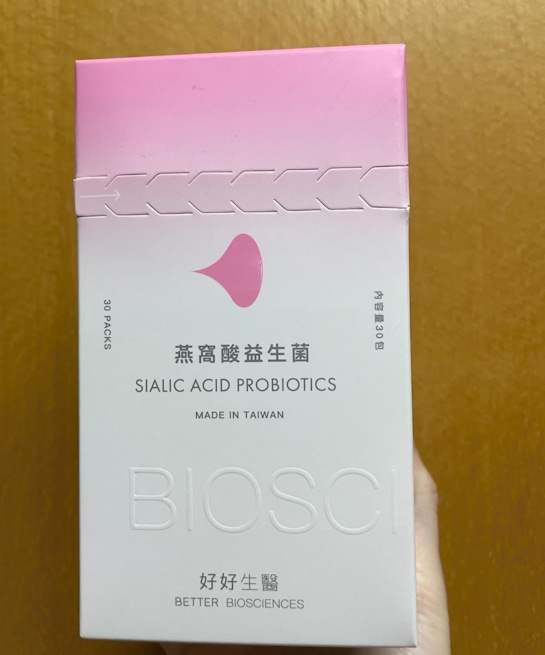 30 PACKS
內容量30包
燕窩酸益生菌
SIALIC ACID PROBIOTICS
MADE IN TAIWAN
BIOSCI
好好生醫
BETTER BIOSCIENCES